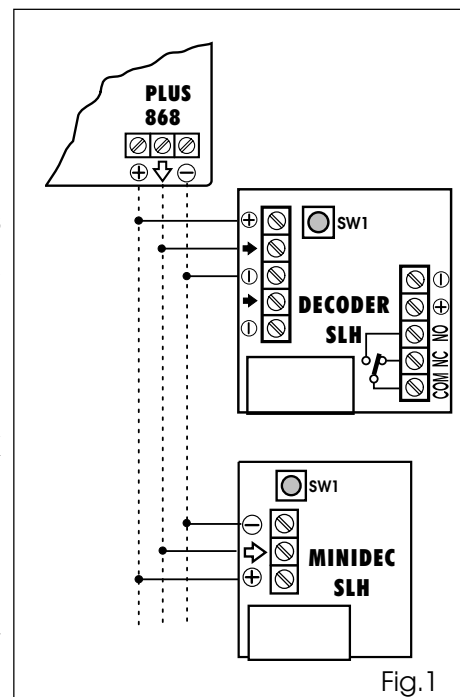 PLUS
868
+ ⇩ −
+
SW1
➔
−
➔
−
DECODER
SLH
−
+
NO
NC
COM
SW1
−
⇨
+
MINIDEC
SLH
Fig.1